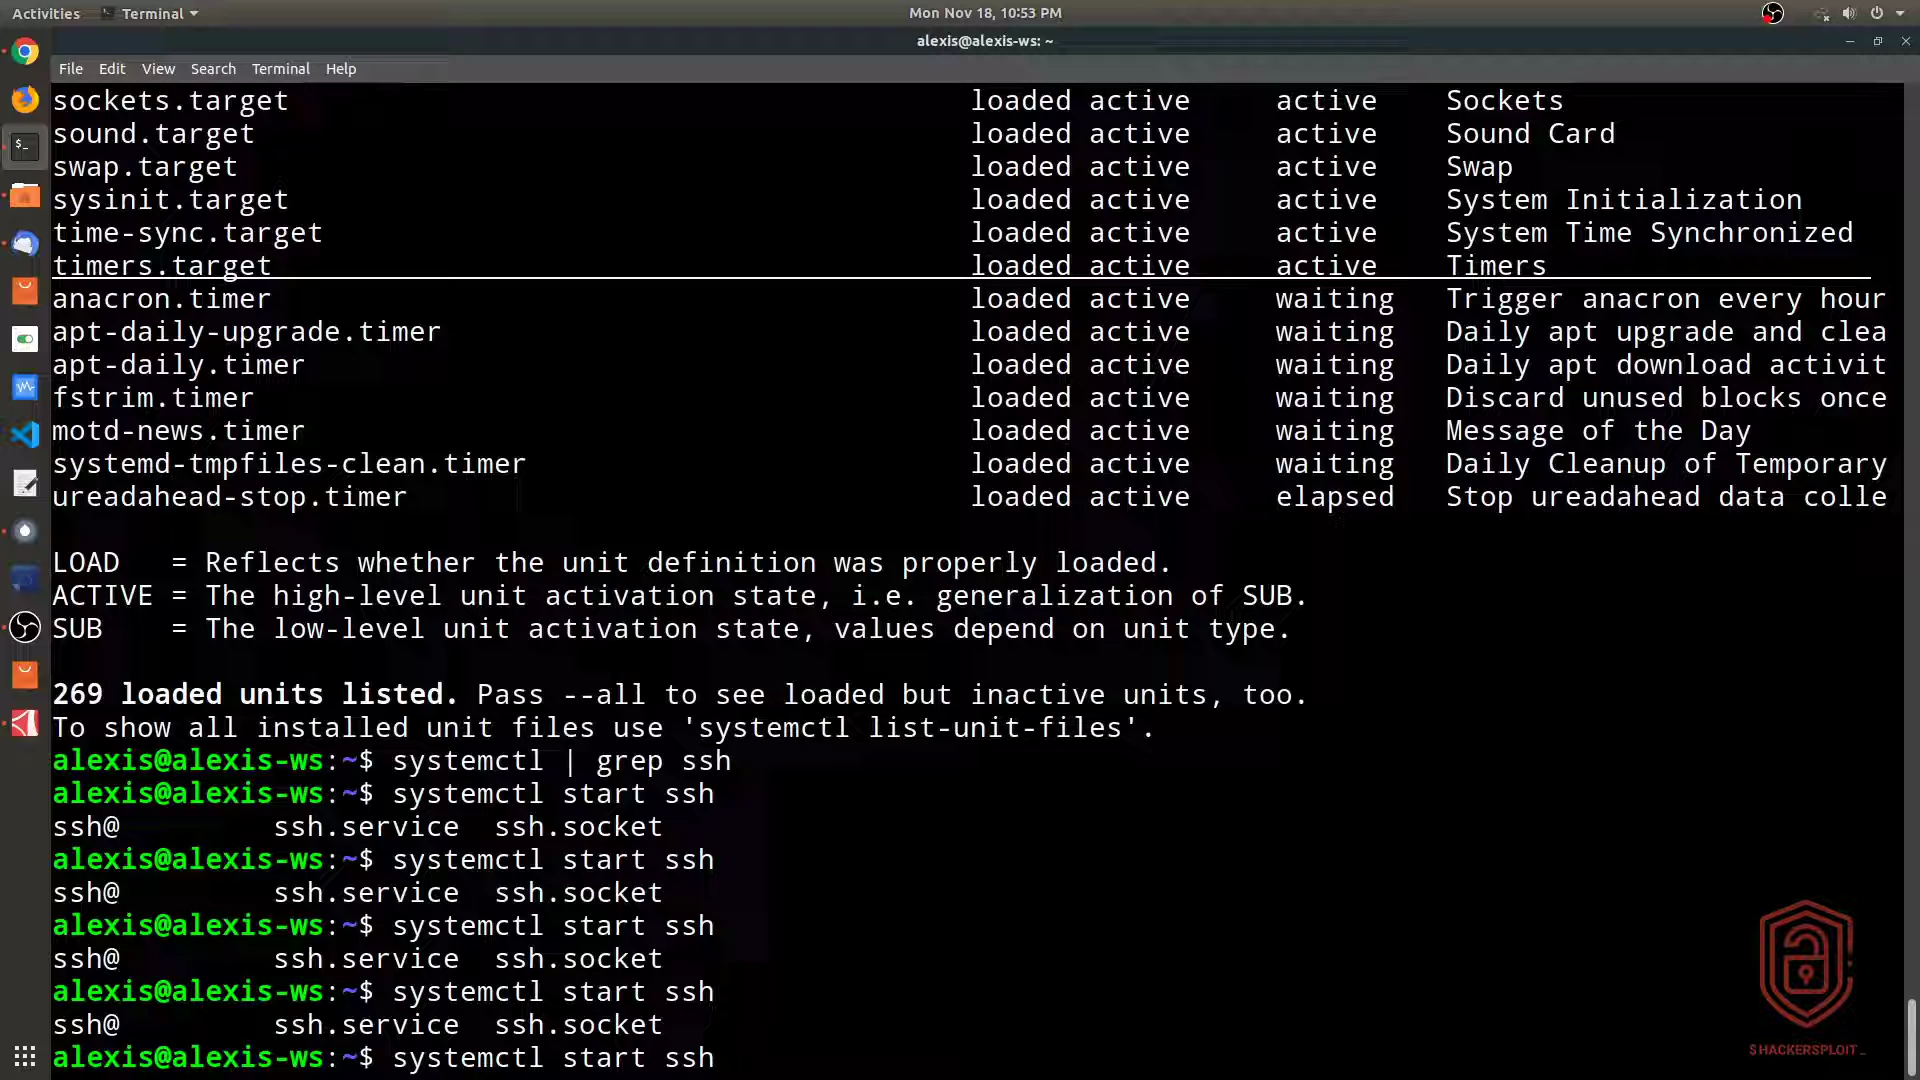 Activities Terminal Mon Nov 18, 10:53 PM
alexis@alexis-ws: ~
File Edit View Search Terminal Help
sockets.target loaded active active Sockets
sound.target loaded active active Sound Card
swap.target loaded active active Swap
sysinit.target loaded active active System Initialization
time-sync.target loaded active active System Time Synchronized
timers.target loaded active active Timers
anacron.timer loaded active waiting Trigger anacron every hour
apt-daily-upgrade.timer loaded active waiting Daily apt upgrade and clea
apt-daily.timer loaded active waiting Daily apt download activit
fstrim.timer loaded active waiting Discard unused blocks once
motd-news.timer loaded active waiting Message of the Day
systemd-tmpfiles-clean.timer loaded active waiting Daily Cleanup of Temporary
ureadahead-stop.timer loaded active elapsed Stop ureadahead data colle
LOAD = Reflects whether the unit definition was properly loaded.
ACTIVE = The high-level unit activation state, i.e. generalization of SUB.
SUB = The low-level unit activation state, values depend on unit type.
269 loaded units listed. Pass --all to see loaded but inactive units, too.
To show all installed unit files use 'systemctl list-unit-files'.
alexis@alexis-ws:~$ systemctl | grep ssh
alexis@alexis-ws:~$ systemctl start ssh
ssh@ ssh.service ssh.socket
alexis@alexis-ws:~$ systemctl start ssh
ssh@ ssh.service ssh.socket
alexis@alexis-ws:~$ systemctl start ssh
ssh@ ssh.service ssh.socket
alexis@alexis-ws:~$ systemctl start ssh
ssh@ ssh.service ssh.socket
alexis@alexis-ws:~$ systemctl start ssh
$HACKERSPLOIT_